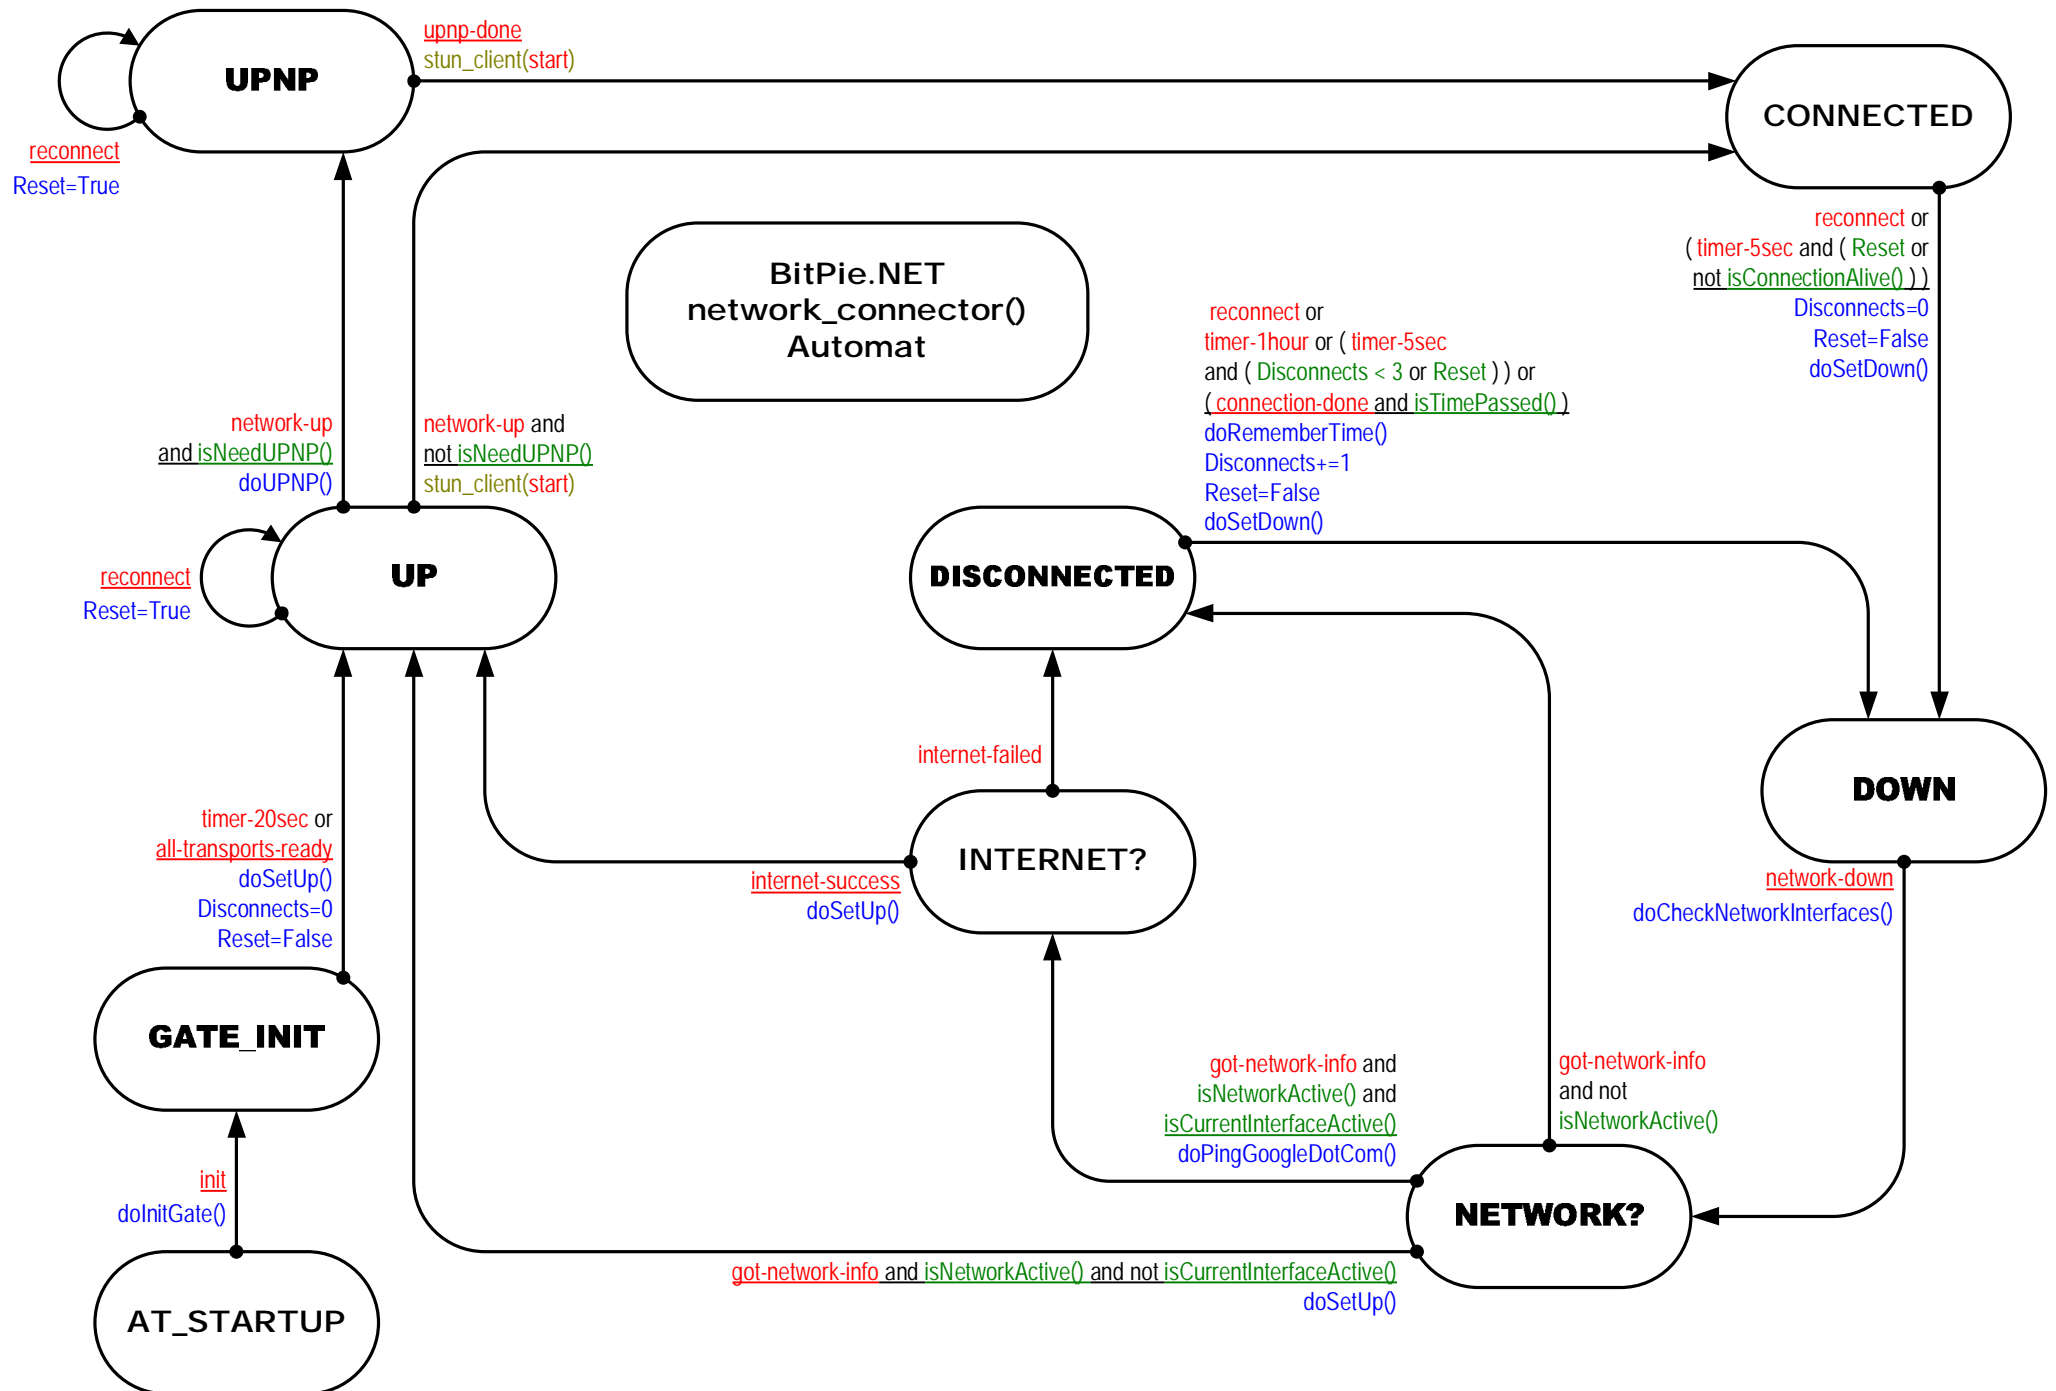 UPNP
upnp-done
stun_client(start)
reconnect
Reset=True
CONNECTED
reconnect or
( timer-5sec and ( Reset or
not isConnectionAlive() ) )
Disconnects=0
Reset=False
doSetDown()
BitPie.NET
network_connector()
Automat
reconnect or
timer-1hour or ( timer-5sec
and ( Disconnects < 3 or Reset ) ) or
( connection-done and isTimePassed() )
doRememberTime()
Disconnects+=1
Reset=False
doSetDown()
network-up
and isNeedUPNP()
doUPNP()
network-up and
not isNeedUPNP()
stun_client(start)
UP
reconnect
Reset=True
DISCONNECTED
internet-failed
DOWN
INTERNET?
internet-success
doSetUp()
timer-20sec or
all-transports-ready
doSetUp()
Disconnects=0
Reset=False
network-down
doCheckNetworkInterfaces()
GATE_INIT
got-network-info and
isNetworkActive() and
isCurrentInterfaceActive()
doPingGoogleDotCom()
got-network-info
and not
isNetworkActive()
init
doInitGate()
NETWORK?
got-network-info and isNetworkActive() and not isCurrentInterfaceActive()
doSetUp()
AT_STARTUP